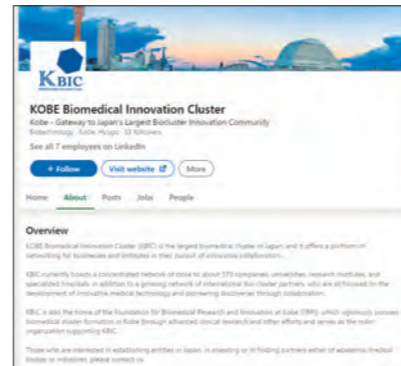 KBIC
KOBE Biomedical Innovation Cluster
Kobe - Gateway to Japan's Largest Biocluster Innovation Community
Biotechnology · Kobe, Hyogo · followers
See all 7 employees on LinkedIn
+ Follow Visit website More
Home About Posts Jobs People
Overview
KOBE Biomedical Innovation Cluster (KBIC) is the largest biomedical cluster in Japan, and it offers a platform of
networking for businesses and institutes in their pursuit of innovative collaboration.
KBIC currently boasts a concentrated network of close to about 370 companies, universities, research institutes, and
specialized hospitals, in addition to a growing network of international bio-cluster partners, who are all focused on the
development of innovative medical technology and pioneering discoveries through collaboration.
KBIC is also the home of the Foundation for Biomedical Research and Innovation at Kobe (FBRI) which vigorously pursues
biomedical cluster formation in Kobe through advanced clinical research and other efforts and serves as the main
organization supporting KBIC.
Those who are interested in establishing entities in Japan, in investing or in finding partners either of academic medical
bodies or industries, please contact us.